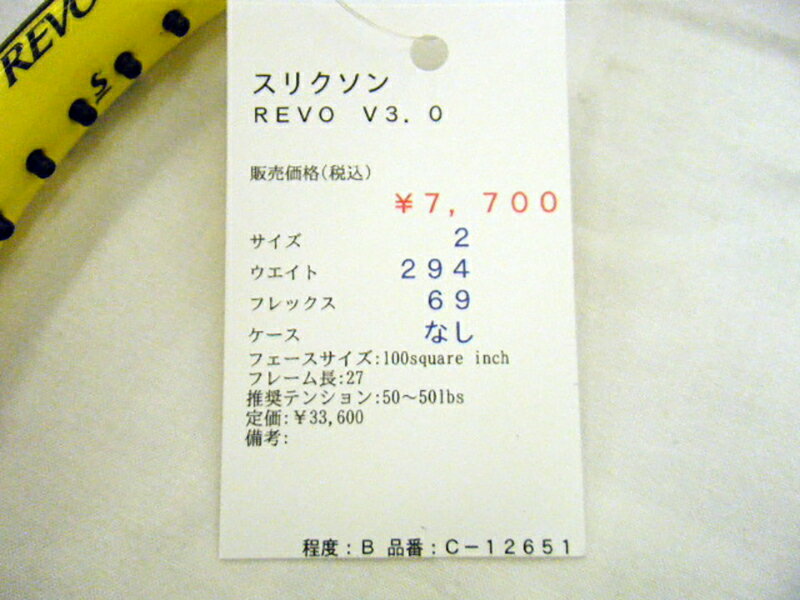 REVO
S
スリクソン
REVO V3.0
販売価格(税込)
¥7,700
サイズ 2
ウエイト 294
フレックス 69
ケース なし
フェースサイズ:100square inch
フレーム長:27
推奨テンション:50～50lbs
定価:¥33,600
備考:
程度:B 品番:C-12651